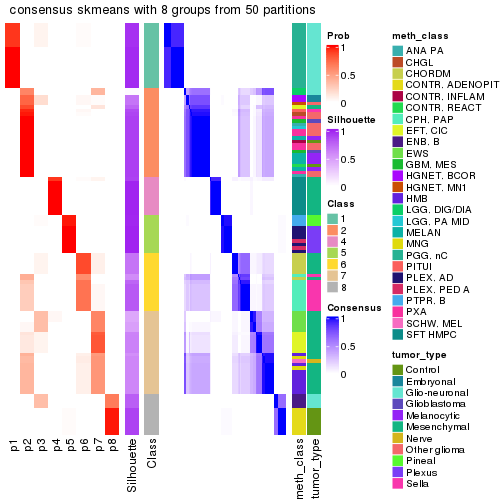 consensus skmeans with 8 groups from 50 partitions
Prob
1
0.5
0
Silhouette
1
0.5
0
Class
1
2
4
5
6
7
8
Consensus
1
0.5
0
meth_class
ANA PA
CHGL
CHORDM
CONTR. ADENOPIT
CONTR. INFLAM
CONTR. REACT
CPH. PAP
EFT. CIC
ENB. B
EWS
GBM. MES
HGNET. BCOR
HGNET. MN1
HMB
LGG. DIG/DIA
LGG. PA MID
MELAN
MNG
PGG. nC
PITUI
PLEX. AD
PLEX. PED A
PTPR. B
PXA
SCHW. MEL
SFT HMPC
tumor_type
Control
Embryonal
Glio-neuronal
Glioblastoma
Melanocytic
Mesenchymal
Nerve
Other glioma
Pineal
Plexus
Sella
p1
p2
p3
p4
p5
p6
p7
p8
Silhouette
Class
meth_class
tumor_type